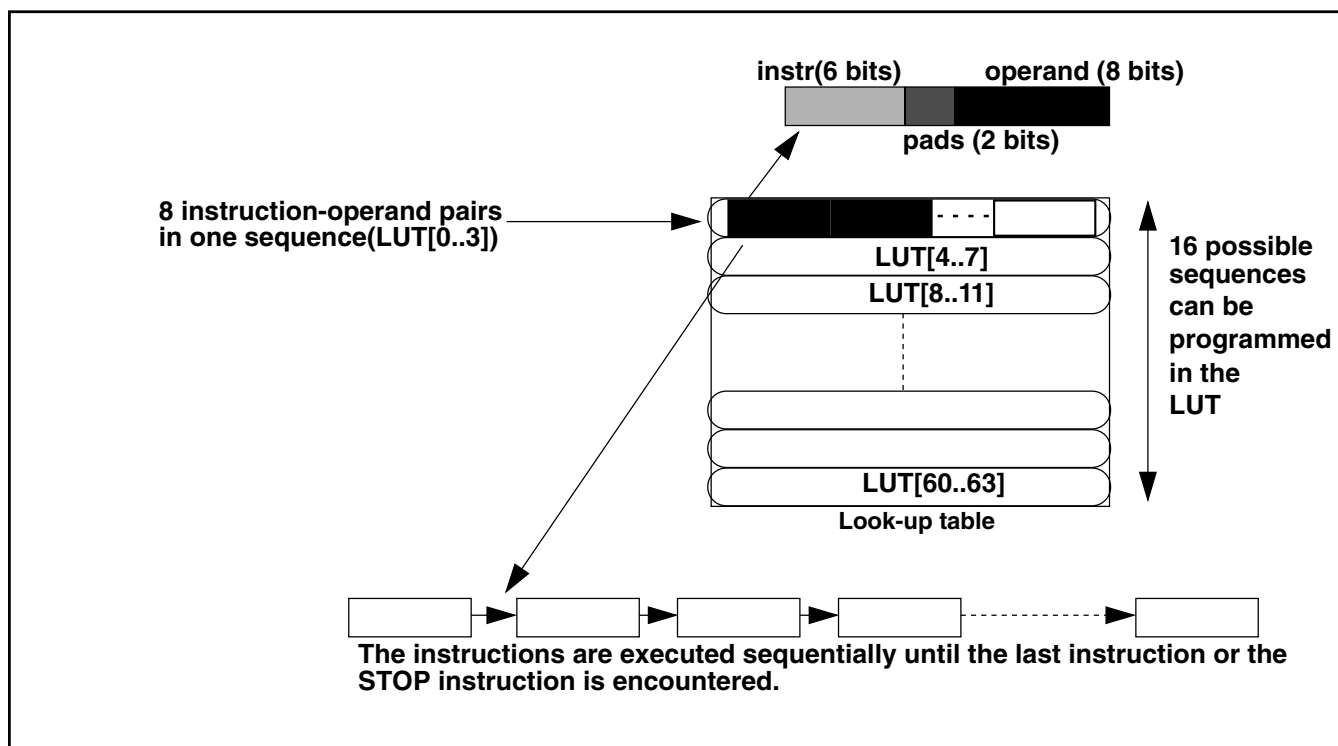 instr(6 bits)
operand (8 bits)
pads (2 bits)
8 instruction-operand pairs
in one sequence(LUT[0..3])
LUT[4..7]
LUT[8..11]
LUT[60..63]
Look-up table
16 possible
sequences
can be
programmed
in the
LUT
The instructions are executed sequentially until the last instruction or the
STOP instruction is encountered.